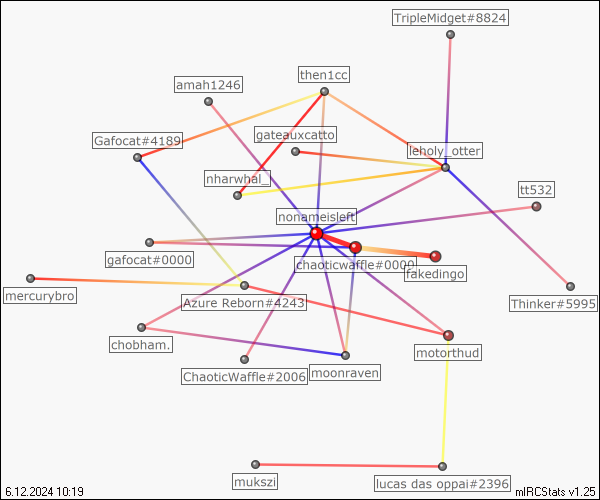 TripleMidget#8824
then1cc
amah1246
gateauxcatto
Gafocat#4189
leholy_otter
nharwhal_
tt532
nonameisleft
gafocat#0000
chaoticwaffle#0000
fakedingo
mercurybro
Azure Reborn#4243
Thinker#5995
chobham.
motorthud
ChaoticWaffle#2006
moonraven
mukszi
lucas das oppai#2396
6.12.2024 10:19
mIRCStats v1.25